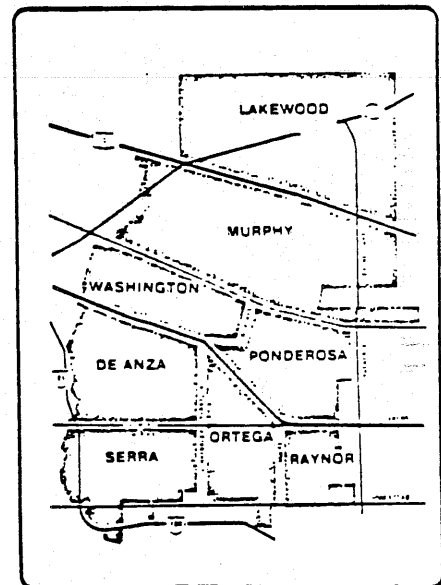 LAKEWOOD
MURPHY
WASHINGTON
PONDEROSA
DE ANZA
ORTEGA
SERRA
RAYNOR